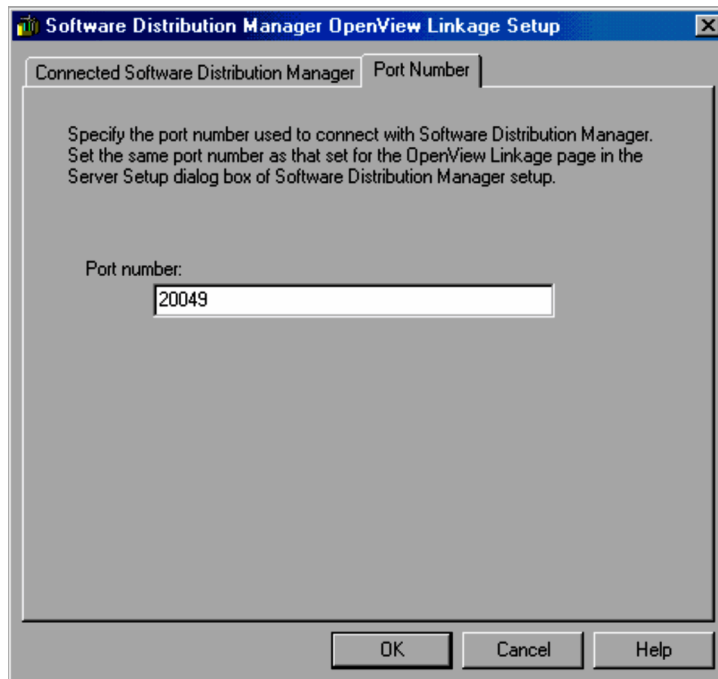 Software Distribution Manager OpenView Linkage Setup
Connected Software Distribution Manager
Port Number
Specify the port number used to connect with Software Distribution Manager.
Set the same port number as that set for the OpenView Linkage page in the
Server Setup dialog box of Software Distribution Manager setup.
Port number:
20049
OK
Cancel
Help